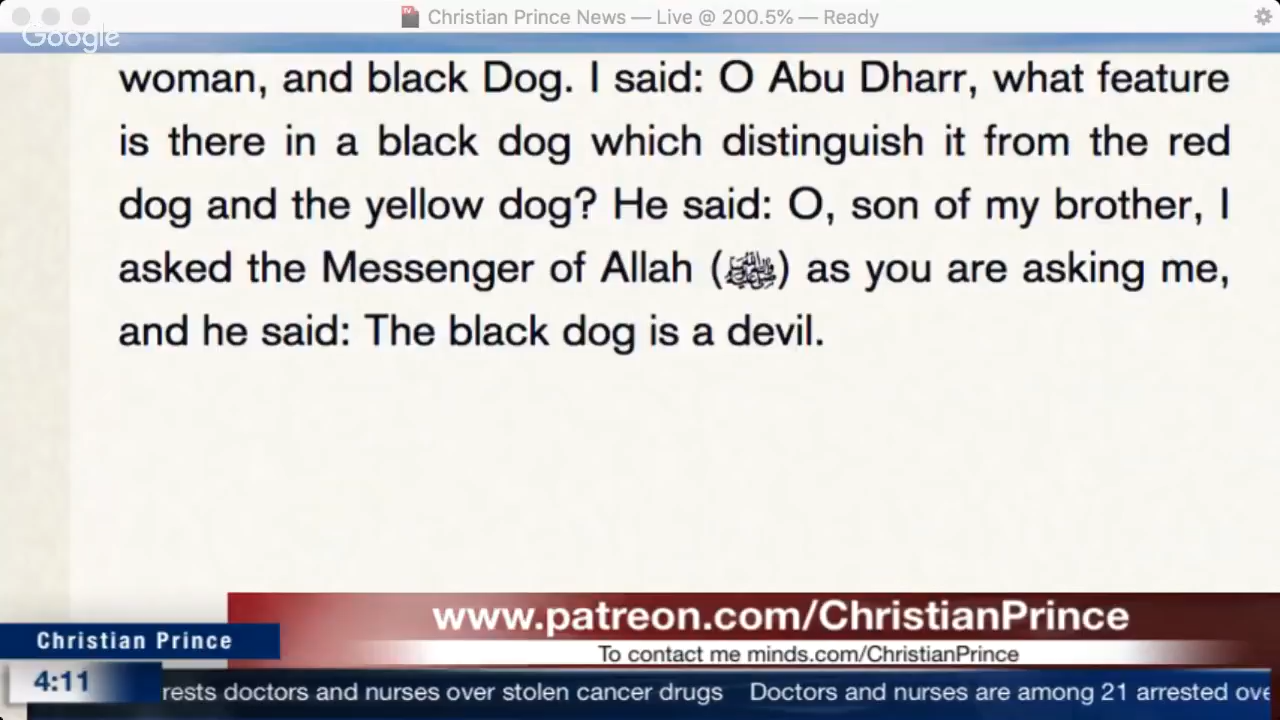 Christian Prince News — Live @ 200.5% — Ready
Google
woman, and black Dog. I said: O Abu Dharr, what feature
is there in a black dog which distinguish it from the red
dog and the yellow dog? He said: O, son of my brother, I
asked the Messenger of Allah (ﷺ) as you are asking me,
and he said: The black dog is a devil.
www.patreon.com/ChristianPrince
Christian Prince
To contact me minds.com/ChristianPrince
4:11
rests doctors and nurses over stolen cancer drugs Doctors and nurses are among 21 arrested ove